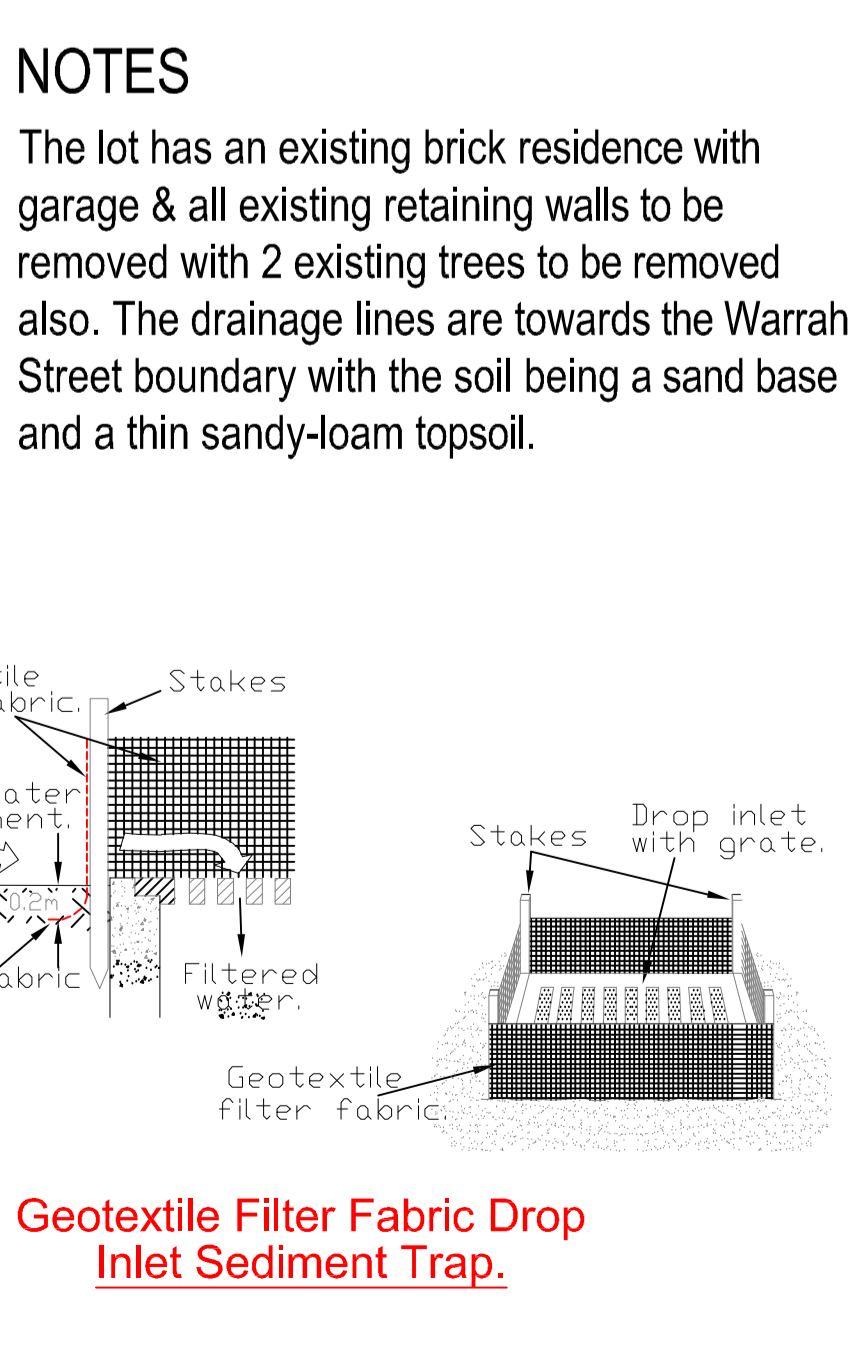 NOTES
The lot has an existing brick residence with
garage & all existing retaining walls to be
removed with 2 existing trees to be removed
also. The drainage lines are towards the Warrah
Street boundary with the soil being a sand base
and a thin sandy-loam topsoil.
Stakes
0.2m
Filtered
water.
Drop inlet
with grate.
Stakes
Geotextile
filter fabric.
Geotextile Filter Fabric Drop
Inlet Sediment Trap.